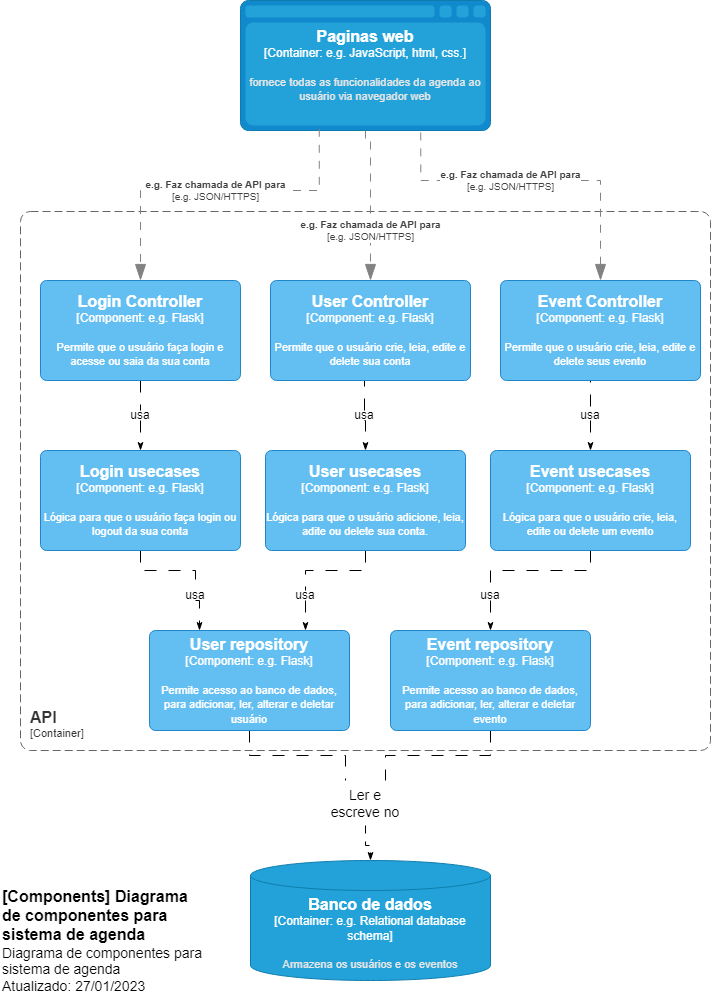 Paginas web
[Container: e.g. JavaScript, html, css.]
fornece todas as funcionalidades da agenda ao
usuário via navegador web
e.g. Faz chamada de API para
[e.g. JSON/HTTPS]
e.g. Faz chamada de API para
[e.g. JSON/HTTPS]
e.g. Faz chamada de API para
[e.g. JSON/HTTPS]
Login Controller
[Component: e.g. Flask]
Permite que o usuário faça login e
acesse ou saia da sua conta
User Controller
[Component: e.g. Flask]
Permite que o usuário crie, leia, edite e
delete sua conta
Event Controller
[Component: e.g. Flask]
Permite que o usuário crie, leia, edite e
delete seus evento
usa
usa
usa
Login usecases
[Component: e.g. Flask]
Lógica para que o usuário faça login ou
logout da sua conta
User usecases
[Component: e.g. Flask]
Lógica para que o usuário adicione, leia,
adite ou delete sua conta.
Event usecases
[Component: e.g. Flask]
Lógica para que o usuário crie, leia,
edite ou delete um evento
usa
usa
usa
User repository
[Component: e.g. Flask]
Permite acesso ao banco de dados,
para adicionar, ler, alterar e deletar
usuário
Event repository
[Component: e.g. Flask]
Permite acesso ao banco de dados,
para adicionar, ler, alterar e deletar
evento
API
[Container]
Ler e
escreve no
Banco de dados
[Container: e.g. Relational database
schema]
Armazena os usuários e os eventos
[Components] Diagrama
de componentes para
sistema de agenda
Diagrama de componentes para
sistema de agenda
Atualizado: 27/01/2023